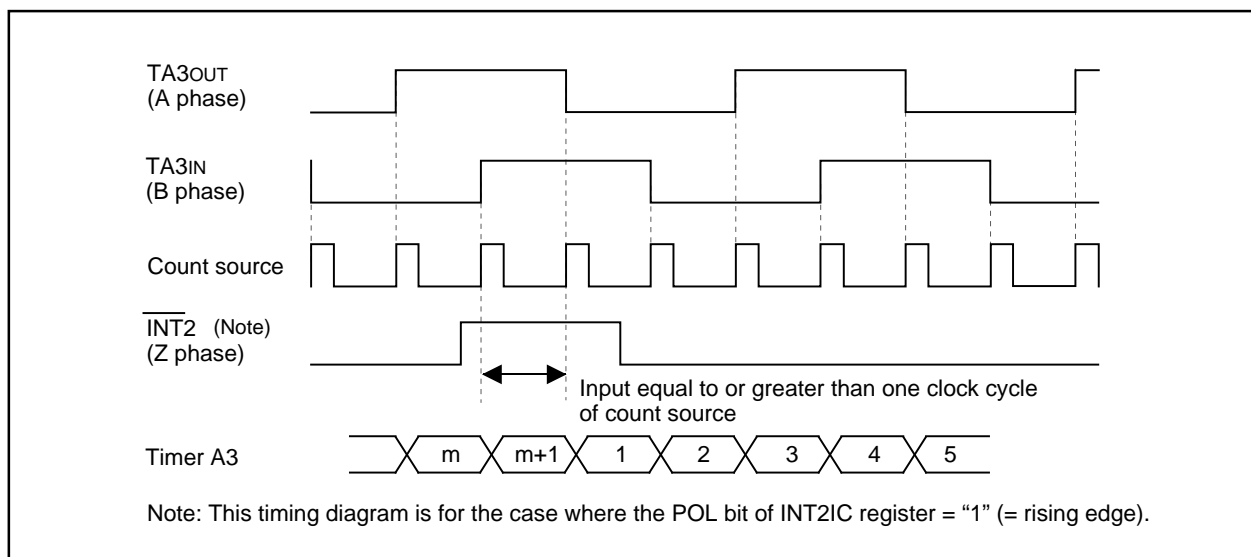 TA3OUT
(A phase)
TA3IN
(B phase)
Count source
INT2 (Note)
(Z phase)
Input equal to or greater than one clock cycle
of count source
Timer A3 m m+1 1 2 3 4 5
Note: This timing diagram is for the case where the POL bit of INT2IC register = “1” (= rising edge).